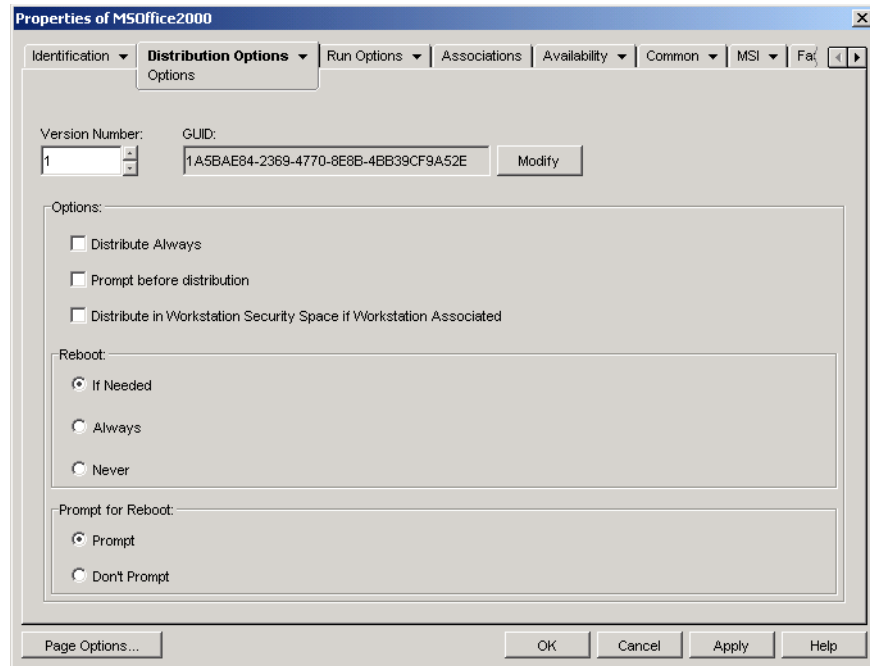 Properties of MSOffice2000
Identification
Distribution Options
Options
Run Options
Associations
Availability
Common
MSI
Version Number:
GUID:
1
1A5BAE84-2369-4770-8E8B-4BB39CF9A52E
Modify
Options:
Distribute Always
Prompt before distribution
Distribute in Workstation Security Space if Workstation Associated
Reboot:
If Needed
Always
Never
Prompt for Reboot:
Prompt
Don't Prompt
Page Options...
OK
Cancel
Apply
Help